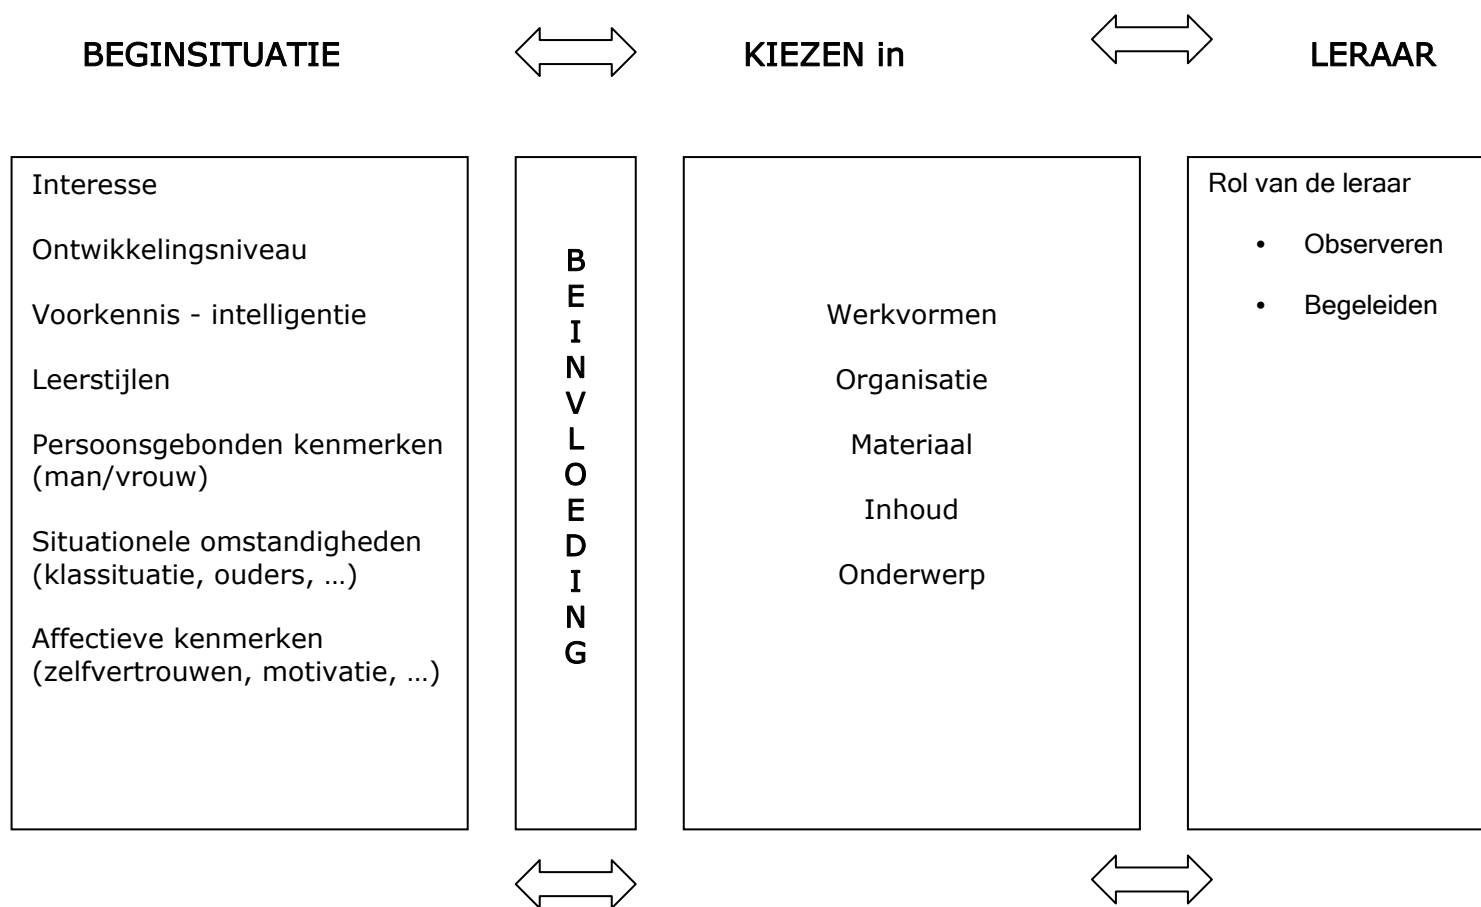 BEGINSITUATIE
KIEZEN in
LERAAR
Interesse
Ontwikkelingsniveau
Voorkennis - intelligentie
Leerstijlen
Persoonsgebonden kenmerken
(man/vrouw)
Situationele omstandigheden
(klassituatie, ouders, …)
Affectieve kenmerken
(zelfvertrouwen, motivatie, …)
B
E
I
N
V
L
O
E
D
I
N
G
Werkvormen
Organisatie
Materiaal
Inhoud
Onderwerp
Rol van de leraar
• Observeren
• Begeleiden